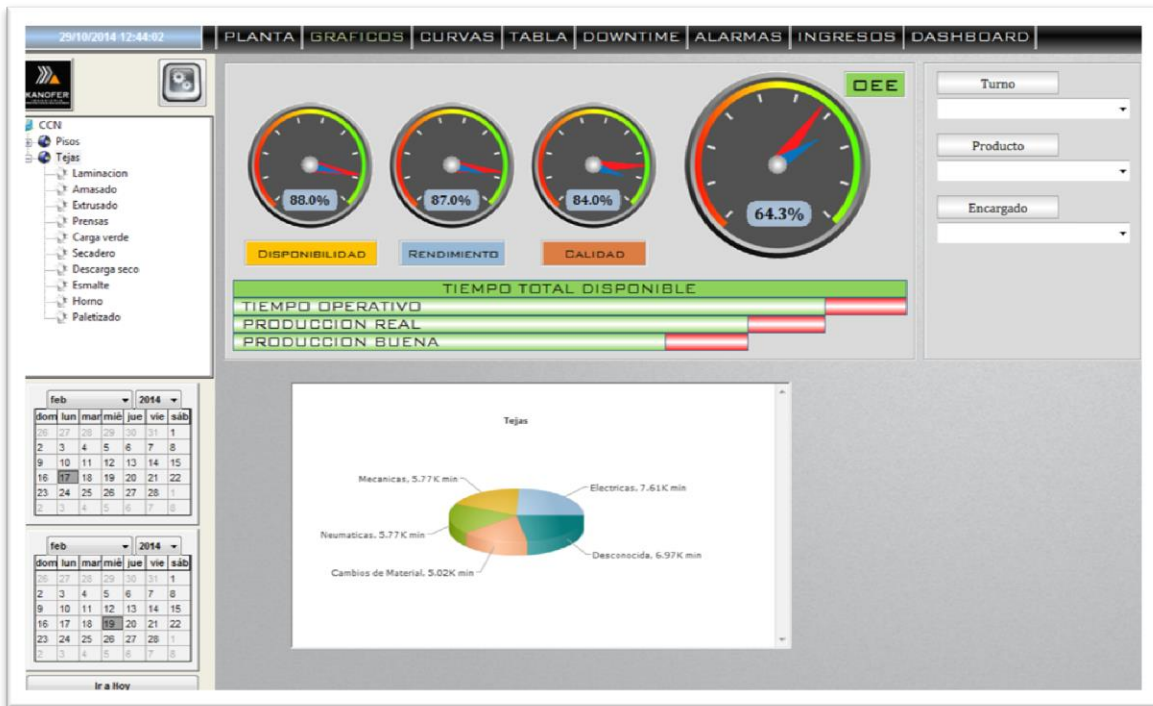 29/10/2014 12:44:02
PLANTA GRAFICOS CURVAS TABLA DOWNTIME ALARMAS INGRESOS DASHBOARD
KANOFER
CCN
Pisos
Tejas
Laminacion
Amasado
Extrusado
Prensas
Carga verde
Secadero
Descarga seco
Esmalte
Horno
Paletizado
88.0%
87.0%
84.0%
64.3%
OEE
DISPONIBILIDAD
RENDIMIENTO
CALIDAD
TIEMPO TOTAL DISPONIBLE
TIEMPO OPERATIVO
PRODUCCION REAL
PRODUCCION BUENA
Turno
Producto
Encargado
feb 2014
dom lun mar mié jue vie sáb
26 27 28 29 30 31 1
2 3 4 5 6 7 8
9 10 11 12 13 14 15
16 17 18 19 20 21 22
23 24 25 26 27 28 1
2 3 4 5 6 7 8
feb 2014
dom lun mar mié jue vie sáb
26 27 28 29 30 31 1
2 3 4 5 6 7 8
9 10 11 12 13 14 15
16 17 18 19 20 21 22
23 24 25 26 27 28 1
2 3 4 5 6 7 8
Ir a Hoy
Tejas
Mecanicas, 5.77K min
Electricas, 7.61K min
Neumaticas, 5.77K min
Desconocida, 6.97K min
Cambios de Material, 5.02K min